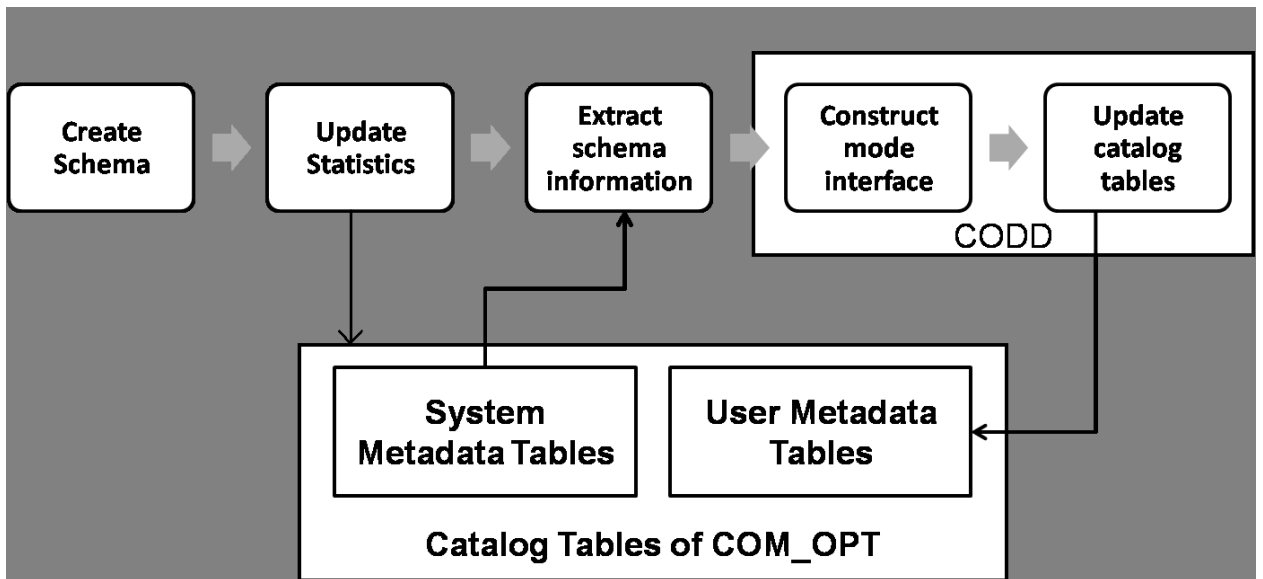 Create
Schema
Update
Statistics
Extract
schema
information
Construct
mode
interface
Update
catalog
tables
CODD
System
Metadata Tables
User Metadata
Tables
Catalog Tables of COM_OPT